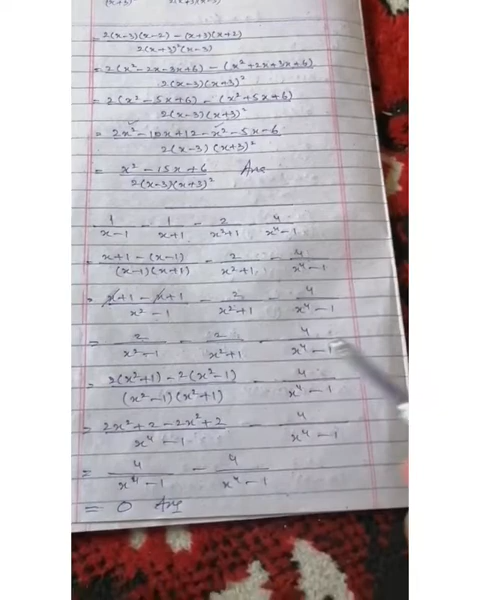 (x+3) 2(x+3)(x-3)
= 2(x-3)(x-2) - (x+3)(x+2) / 2(x+3)²(x-3)
= 2(x²-2x-3x+6) - (x²+2x+3x+6) / 2(x-3)(x+3)²
= 2(x²-5x+6) - (x²+5x+6) / 2(x-3)(x+3)²
= 2x²-10x+12-x²-5x-6 / 2(x-3)(x+3)²
= x²-15x+6 / 2(x-3)(x+3)² Ans
1/x-1 - 1/x+1 - 2/x²+1 - 4/x⁴-1
= x+1-(x-1) / (x-1)(x+1) - 2/x²+1 - 4/x⁴-1
= x+1-x+1 / x²-1 - 2/x²+1 - 4/x⁴-1
= 2/x²-1 - 2/x²+1 - 4/x⁴-1
= 2(x²+1)-2(x²-1) / (x²-1)(x²+1) - 4/x⁴-1
= 2x²+2-2x²+2 / x⁴-1 - 4/x⁴-1
= 4/x⁴-1 - 4/x⁴-1
= 0 Ans